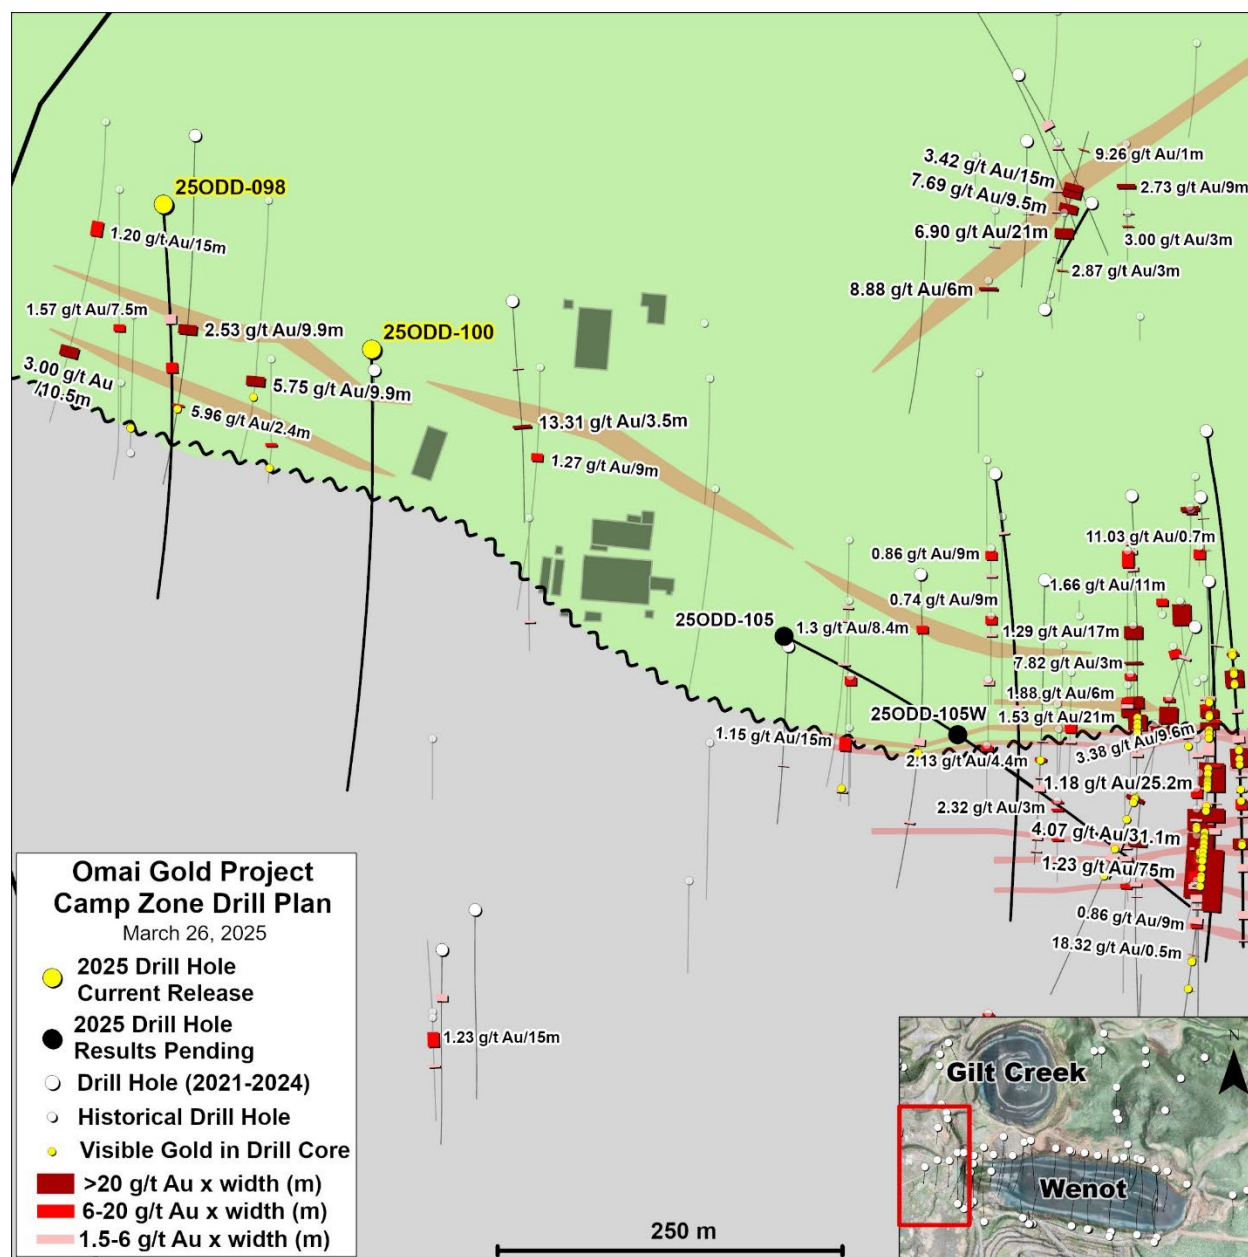 9.26 g/t Au/1m
3.42 g/t Au/15m
2.73 g/t Au/9m
7.69 g/t Au/9.5m
25ODD-098
6.90 g/t Au/21m
1.20 g/t Au/15m
3.00 g/t Au/3m
2.87 g/t Au/3m
8.88 g/t Au/6m
1.57 g/t Au/7.5m
2.53 g/t Au/9.9m
25ODD-100
3.00 g/t Au
/10.5m
5.75 g/t Au/9.9m
5.96 g/t Au/2.4m
13.31 g/t Au/3.5m
1.27 g/t Au/9m
11.03 g/t Au/0.7m
0.86 g/t Au/9m
1.66 g/t Au/11m
0.74 g/t Au/9m
25ODD-105
1.3 g/t Au/8.4m
1.29 g/t Au/17m
7.82 g/t Au/3m
1.88 g/t Au/6m
25ODD-105W
1.53 g/t Au/21m
1.15 g/t Au/15m
3.38 g/t Au/9.6m
2.13 g/t Au/4.4m
1.18 g/t Au/25.2m
2.32 g/t Au/3m
4.07 g/t Au/31.1m
1.23 g/t Au/75m
0.86 g/t Au/9m
18.32 g/t Au/0.5m
1.23 g/t Au/15m
Omai Gold Project
Camp Zone Drill Plan
March 26, 2025
2025 Drill Hole
Current Release
2025 Drill Hole
Results Pending
Drill Hole (2021-2024)
Historical Drill Hole
Visible Gold in Drill Core
>20 g/t Au x width (m)
6-20 g/t Au x width (m)
1.5-6 g/t Au x width (m)
250 m
N
Gilt Creek
Wenot